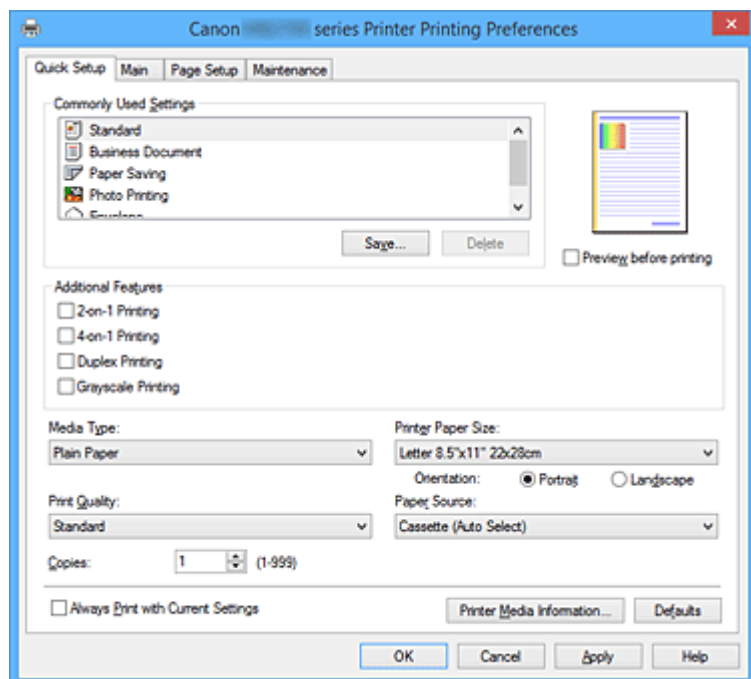 Canon series Printer Printing Preferences
Quick Setup Main Page Setup Maintenance
Commonly Used Settings
Standard
Business Document
Paper Saving
Photo Printing
Envelope
Save... Delete
Preview before printing
Additional Features
2-on-1 Printing
4-on-1 Printing
Duplex Printing
Grayscale Printing
Media Type:
Plain Paper
Printer Paper Size:
Letter 8.5"x11" 22x28cm
Orientation: Portrait Landscape
Print Quality:
Standard
Paper Source:
Cassette (Auto Select)
Copies: 1 (1-999)
Always Print with Current Settings
Printer Media Information... Defaults
OK Cancel Apply Help